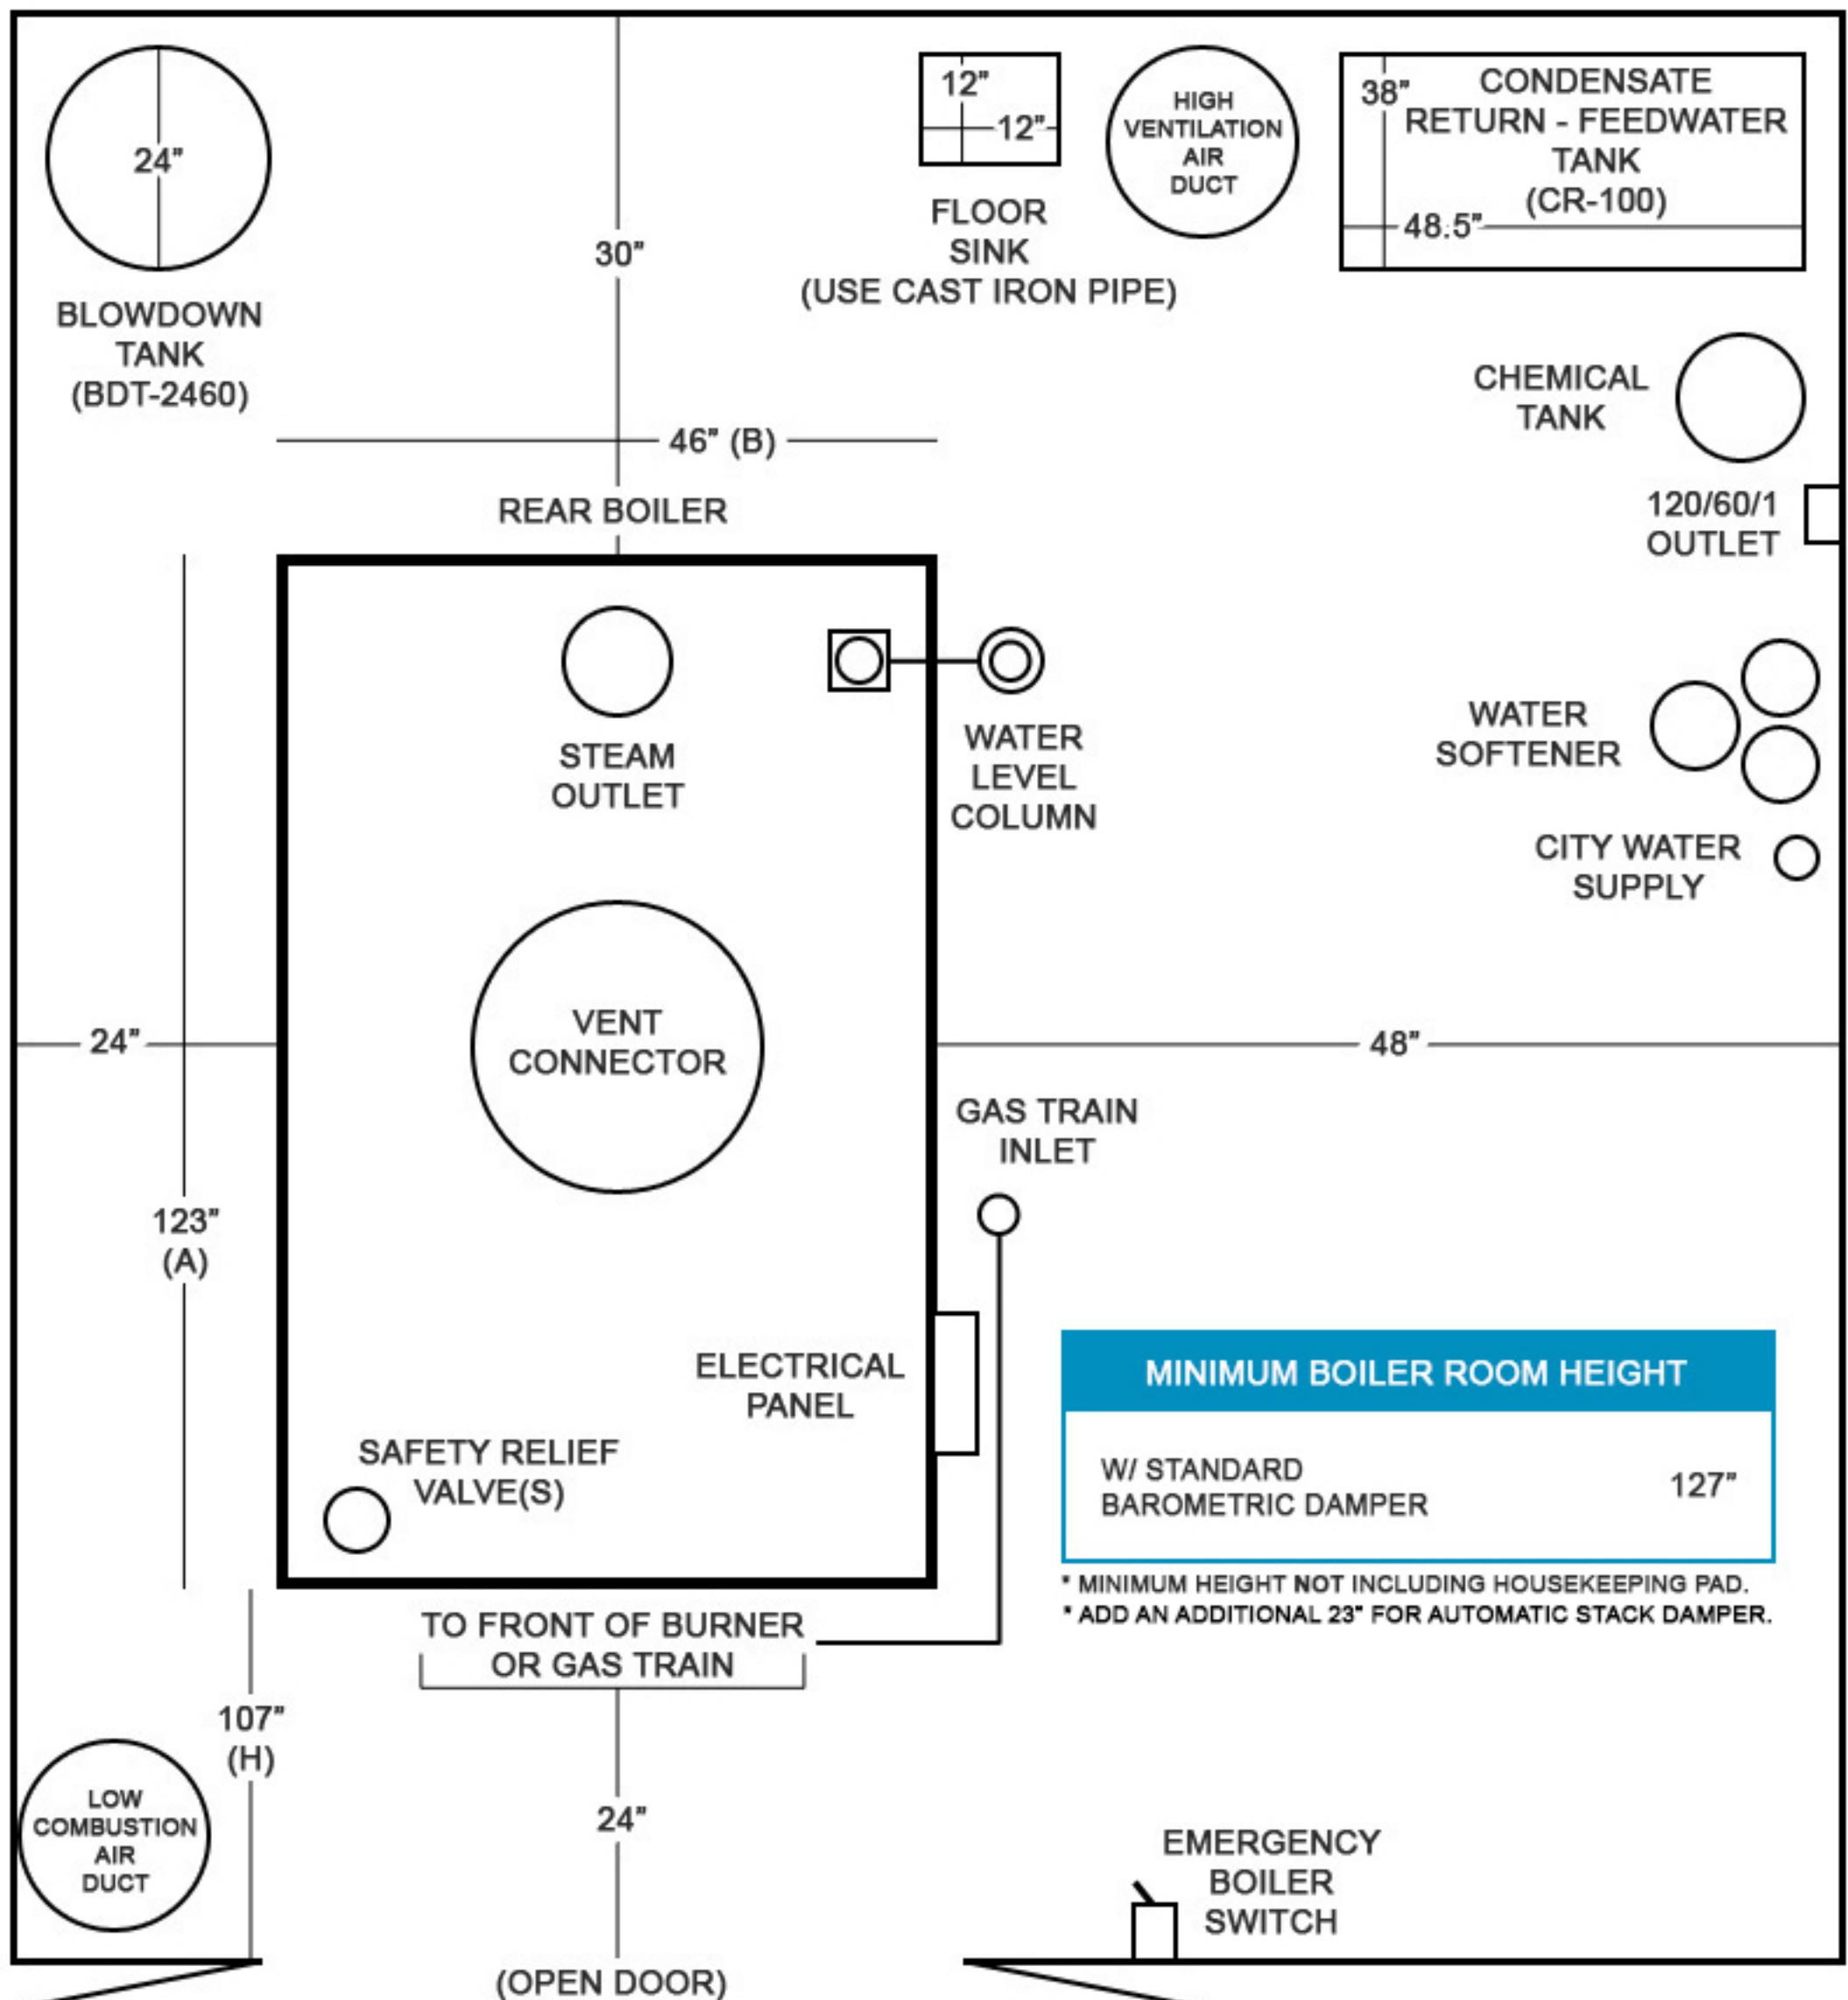 24”
BLOWDOWN
TANK
(BDT-2460)
30”
12”
12”
FLOOR
SINK
(USE CAST IRON PIPE)
HIGH
VENTILATION
AIR
DUCT
38”
CONDENSATE
RETURN - FEEDWATER
TANK
(CR-100)
48.5”
CHEMICAL
TANK
46” (B)
REAR BOILER
120/60/1
OUTLET
STEAM
OUTLET
WATER
LEVEL
COLUMN
WATER
SOFTENER
CITY WATER
SUPPLY
VENT
CONNECTOR
24”
48”
GAS TRAIN
INLET
123”
(A)
ELECTRICAL
PANEL
SAFETY RELIEF
VALVE(S)
MINIMUM BOILER ROOM HEIGHT
W/ STANDARD
BAROMETRIC DAMPER
127”
* MINIMUM HEIGHT NOT INCLUDING HOUSEKEEPING PAD.
* ADD AN ADDITIONAL 23" FOR AUTOMATIC STACK DAMPER.
TO FRONT OF BURNER
OR GAS TRAIN
107”
(H)
LOW
COMBUSTION
AIR
DUCT
24”
EMERGENCY
BOILER
SWITCH
(OPEN DOOR)